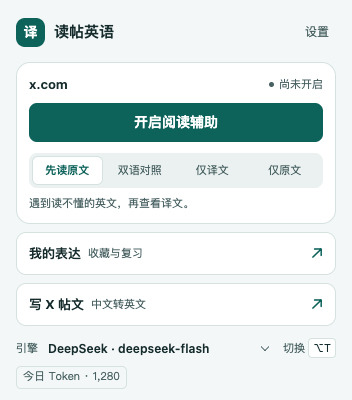 译 读帖英语 设置
x.com 尚未开启
开启阅读辅助
先读原文 双语对照 仅译文 仅原文
遇到读不懂的英文，再查看译文。
我的表达 收藏与复习
写 X 帖文 中文转英文
引擎 DeepSeek · deepseek-flash 切换 ⌥T
今日 Token · 1,280